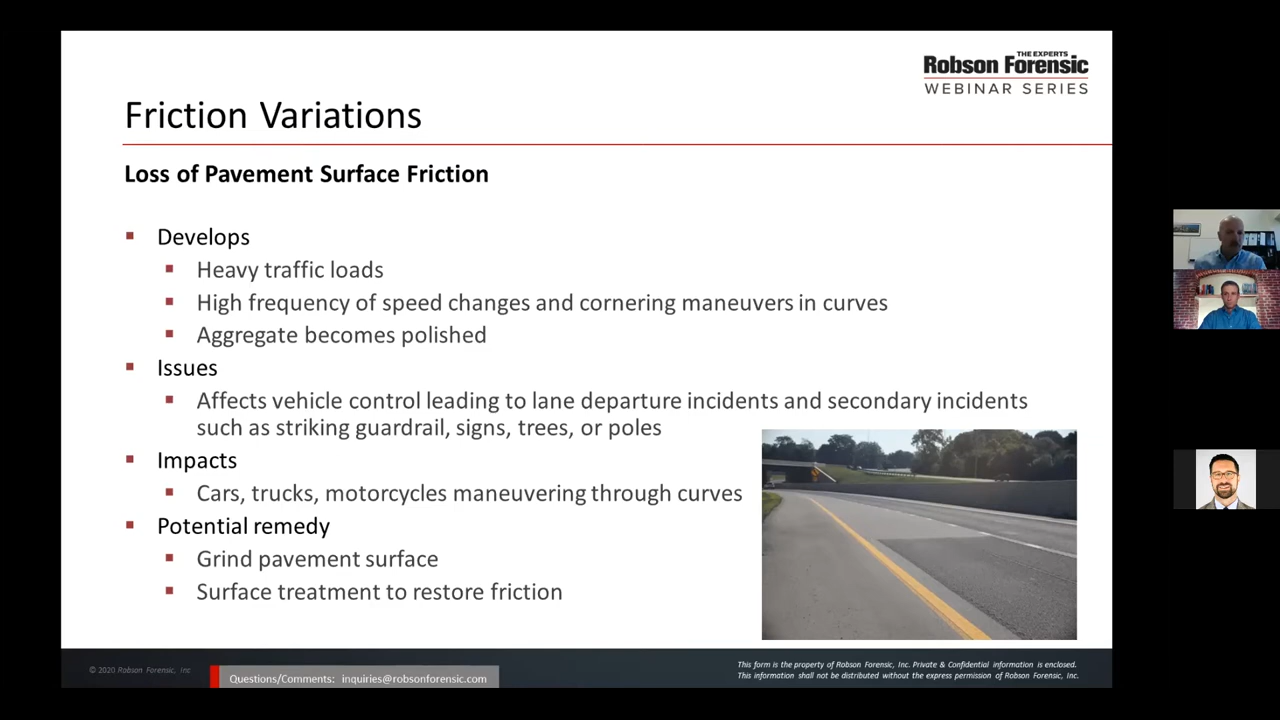 THE EXPERTS
Robson Forensic
WEBINAR SERIES
Friction Variations
Loss of Pavement Surface Friction
Develops
Heavy traffic loads
High frequency of speed changes and cornering maneuvers in curves
Aggregate becomes polished
Issues
Affects vehicle control leading to lane departure incidents and secondary incidents
such as striking guardrail, signs, trees, or poles
Impacts
Cars, trucks, motorcycles maneuvering through curves
Potential remedy
Grind pavement surface
Surface treatment to restore friction
© 2020 Robson Forensic, Inc
Questions/Comments: inquiries@robsonforensic.com
This form is the property of Robson Forensic, Inc. Private & Confidential information is enclosed.
This information shall not be distributed without the express permission of Robson Forensic, Inc.